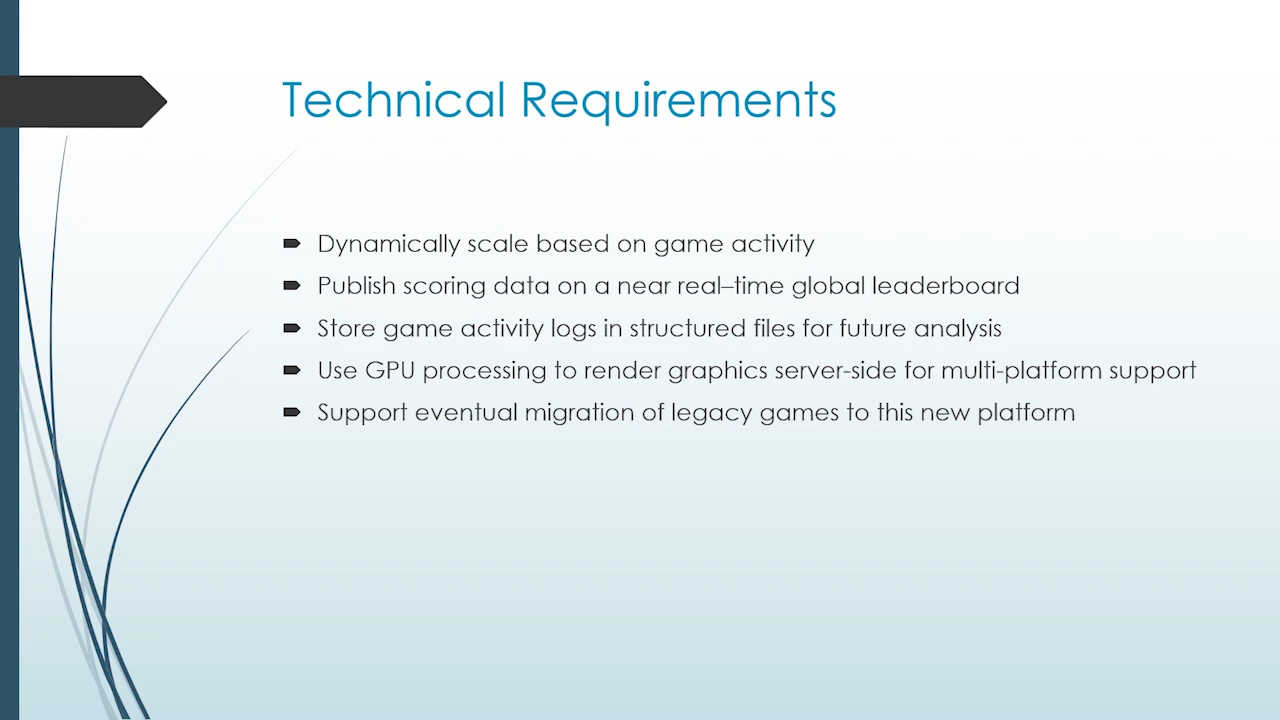 Technical Requirements
Dynamically scale based on game activity
Publish scoring data on a near real–time global leaderboard
Store game activity logs in structured files for future analysis
Use GPU processing to render graphics server-side for multi-platform support
Support eventual migration of legacy games to this new platform